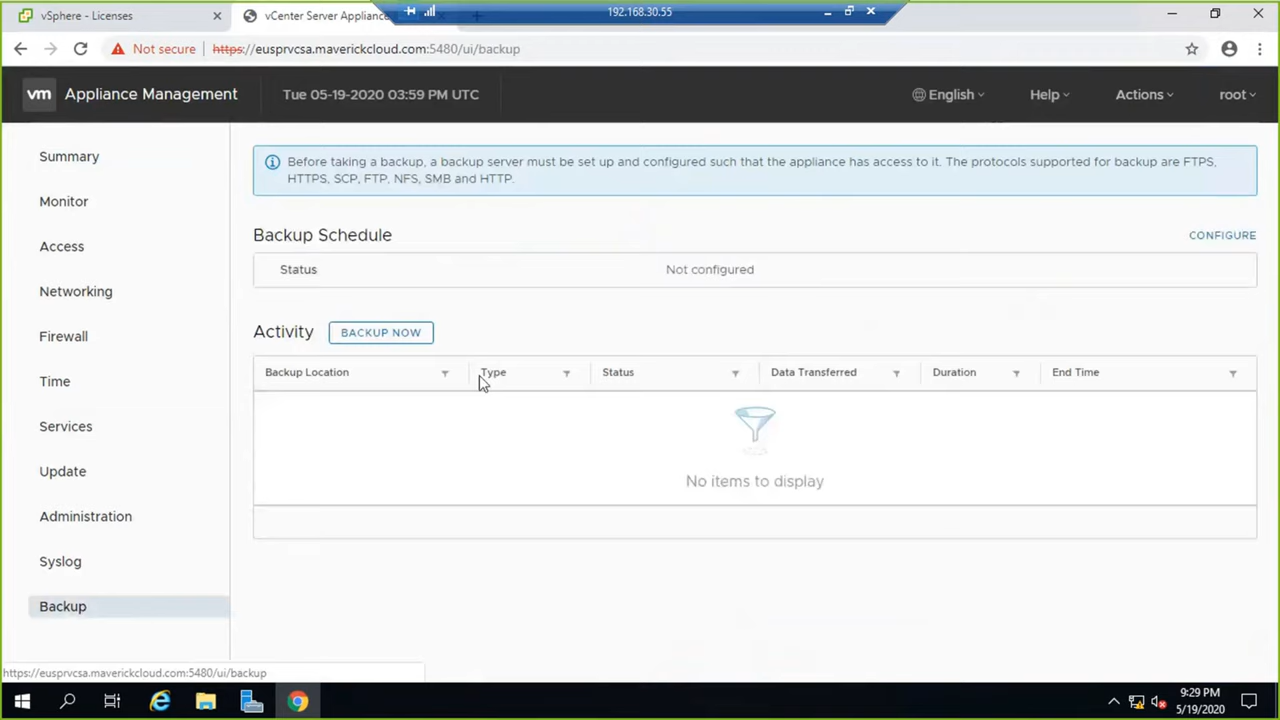 192.168.30.55
vSphere - Licenses
vCenter Server Appliance
Not secure
https://eusprvcsa.maverickcloud.com:5480/ui/backup
vm Appliance Management
Tue 05-19-2020 03:59 PM UTC
English
Help
Actions
root
Summary
Monitor
Access
Networking
Firewall
Time
Services
Update
Administration
Syslog
Backup
Before taking a backup, a backup server must be set up and configured such that the appliance has access to it. The protocols supported for backup are FTPS,
HTTPS, SCP, FTP, NFS, SMB and HTTP.
Backup Schedule
CONFIGURE
Status Not configured
Activity BACKUP NOW
Backup Location Type Status Data Transferred Duration End Time
No items to display
https://eusprvcsa.maverickcloud.com:5480/ui/backup
9:29 PM
5/19/2020